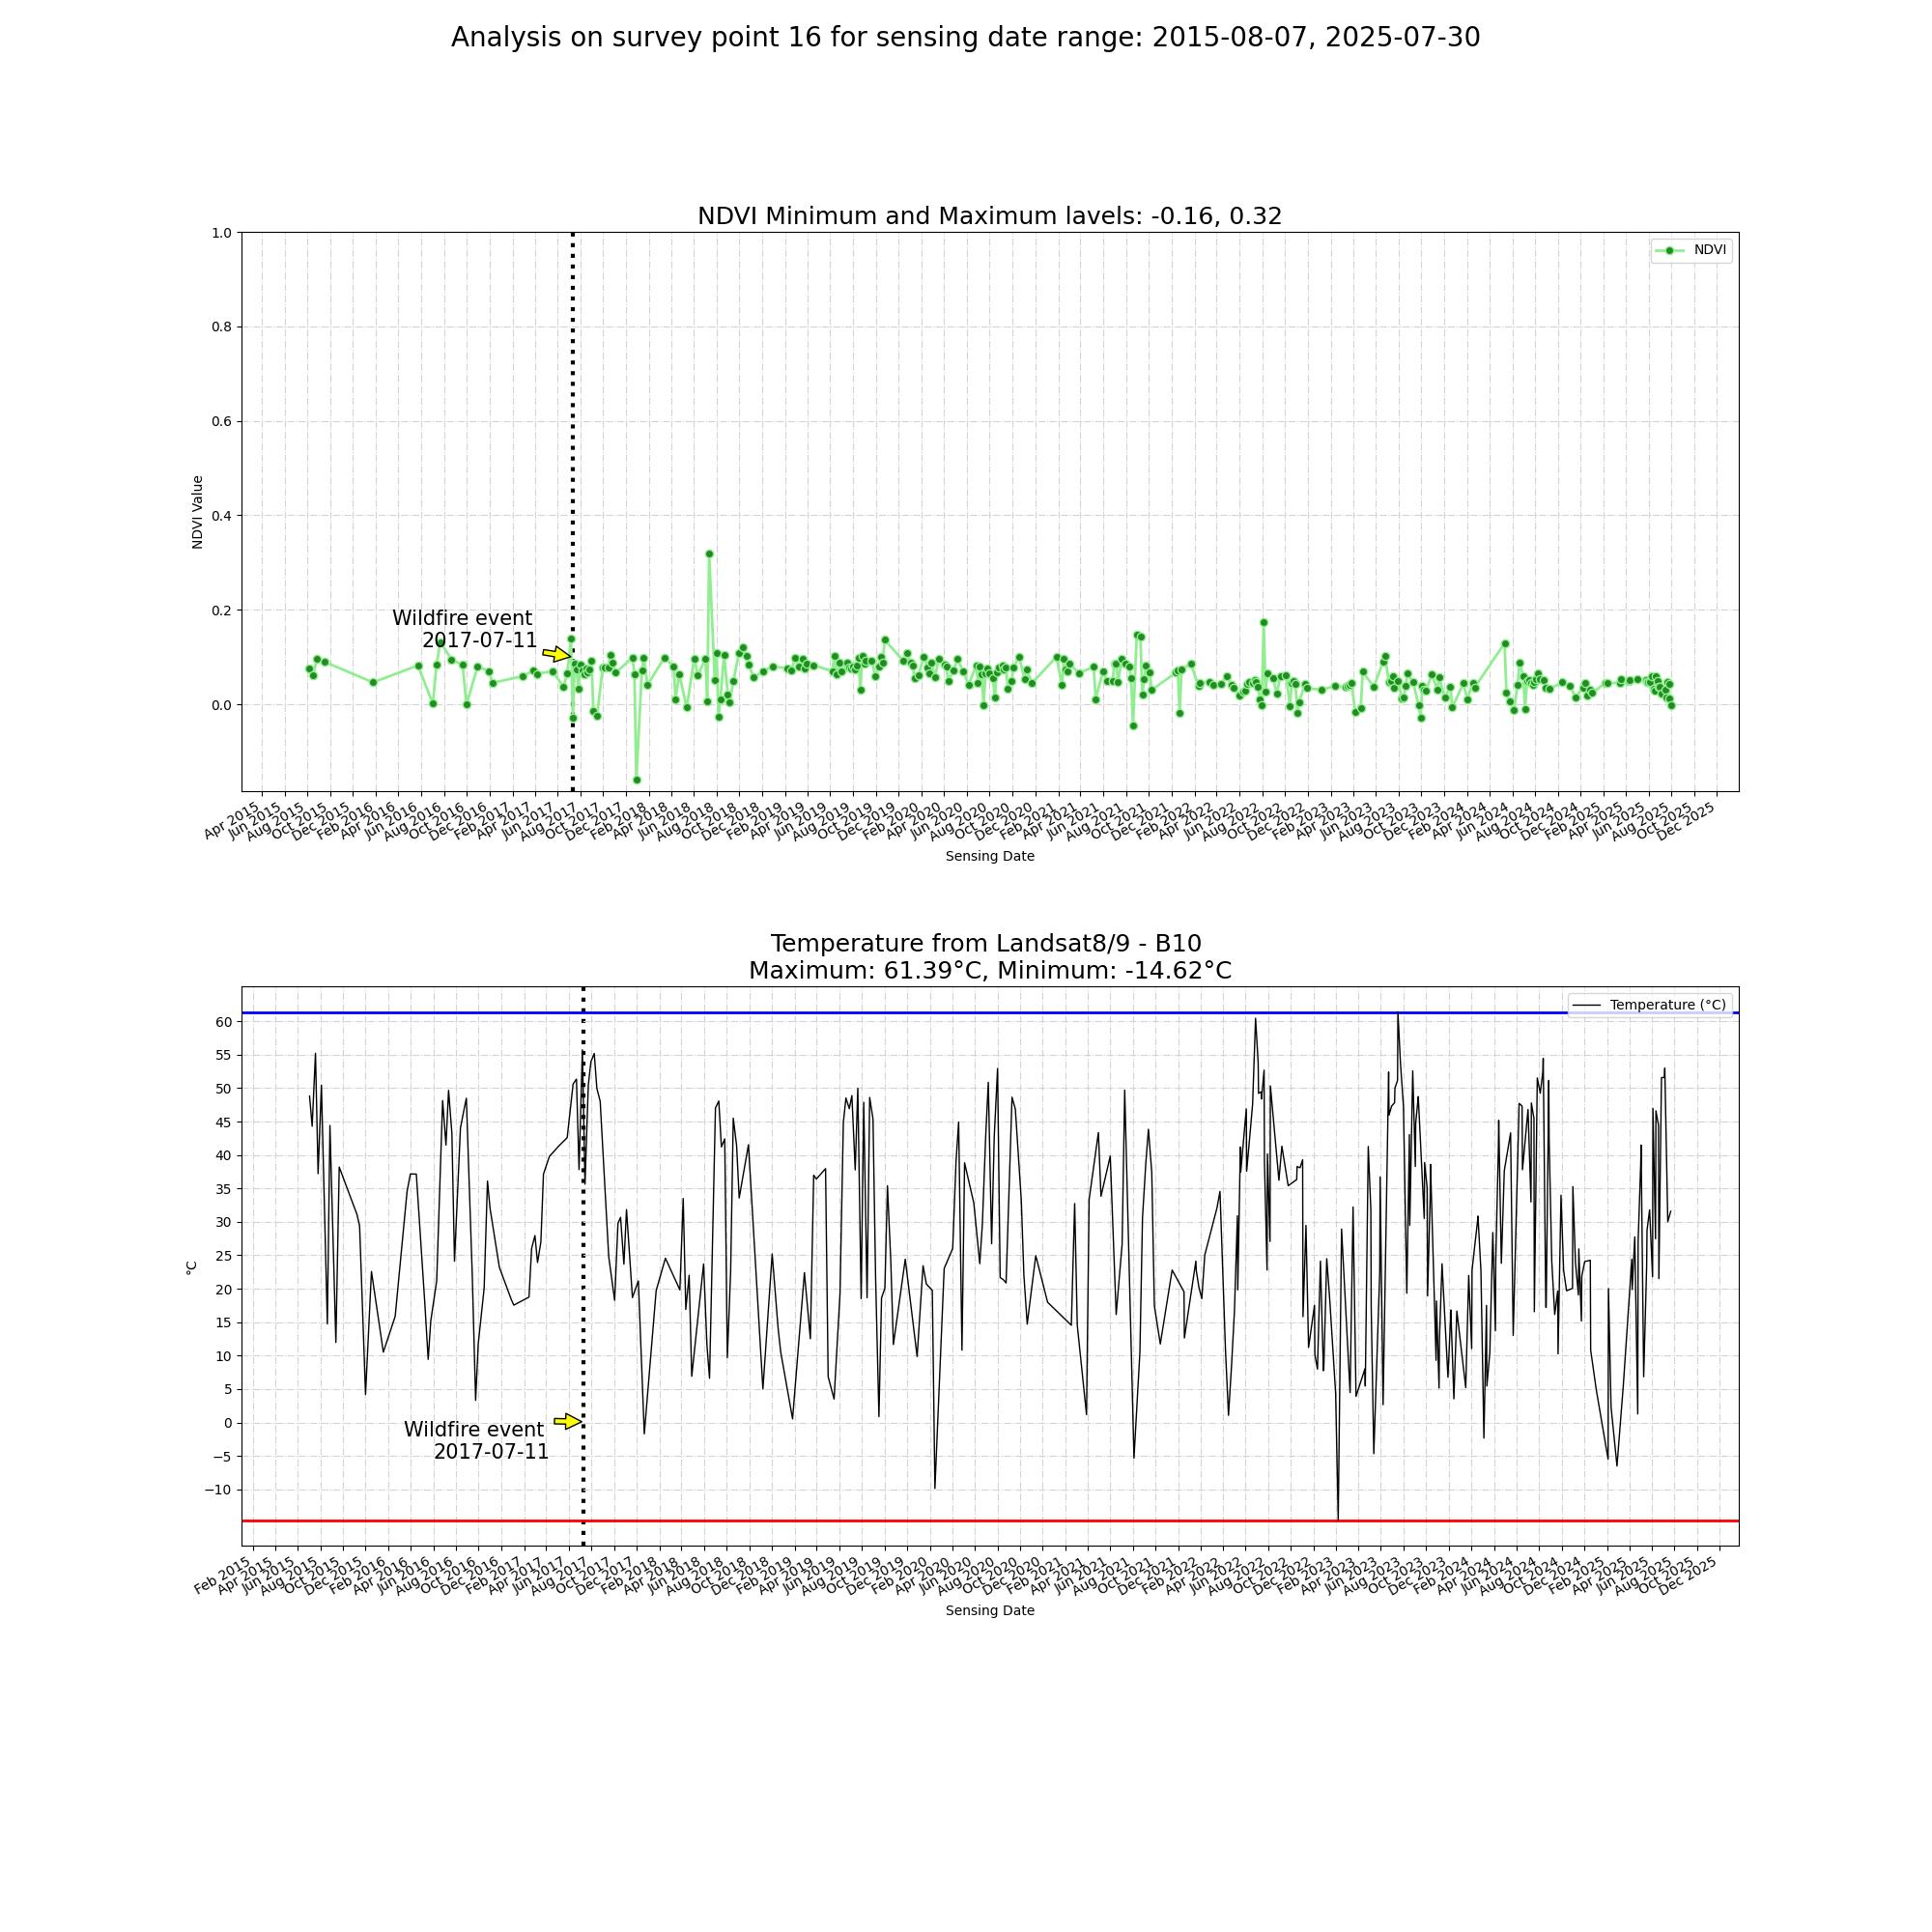 Analysis on survey point 16 for sensing date range: 2015-08-07, 2025-07-30
NDVI Minimum and Maximum lavels: -0.16, 0.32
NDVI
1.0
0.8
0.6
0.4
0.2
0.0
NDVI Value
Wildfire event
2017-07-11
Apr 2015
Jun 2015
Aug 2015
Oct 2015
Dec 2015
Feb 2016
Apr 2016
Jun 2016
Aug 2016
Oct 2016
Dec 2016
Feb 2017
Apr 2017
Jun 2017
Aug 2017
Oct 2017
Dec 2017
Feb 2018
Apr 2018
Jun 2018
Aug 2018
Oct 2018
Dec 2018
Feb 2019
Apr 2019
Jun 2019
Aug 2019
Oct 2019
Dec 2019
Feb 2020
Apr 2020
Jun 2020
Aug 2020
Oct 2020
Dec 2020
Feb 2021
Apr 2021
Jun 2021
Aug 2021
Oct 2021
Dec 2021
Feb 2022
Apr 2022
Jun 2022
Aug 2022
Oct 2022
Dec 2022
Feb 2023
Apr 2023
Jun 2023
Aug 2023
Oct 2023
Dec 2023
Feb 2024
Apr 2024
Jun 2024
Aug 2024
Oct 2024
Dec 2024
Feb 2025
Apr 2025
Jun 2025
Aug 2025
Oct 2025
Dec 2025
Sensing Date
Temperature from Landsat8/9 - B10
Maximum: 61.39°C, Minimum: -14.62°C
Temperature (°C)
60
55
50
45
40
35
30
25
20
15
10
5
0
−5
−10
°C
Wildfire event
2017-07-11
Feb 2015
Apr 2015
Jun 2015
Aug 2015
Oct 2015
Dec 2015
Feb 2016
Apr 2016
Jun 2016
Aug 2016
Oct 2016
Dec 2016
Feb 2017
Apr 2017
Jun 2017
Aug 2017
Oct 2017
Dec 2017
Feb 2018
Apr 2018
Jun 2018
Aug 2018
Oct 2018
Dec 2018
Feb 2019
Apr 2019
Jun 2019
Aug 2019
Oct 2019
Dec 2019
Feb 2020
Apr 2020
Jun 2020
Aug 2020
Oct 2020
Dec 2020
Feb 2021
Apr 2021
Jun 2021
Aug 2021
Oct 2021
Dec 2021
Feb 2022
Apr 2022
Jun 2022
Aug 2022
Oct 2022
Dec 2022
Feb 2023
Apr 2023
Jun 2023
Aug 2023
Oct 2023
Dec 2023
Feb 2024
Apr 2024
Jun 2024
Aug 2024
Oct 2024
Dec 2024
Feb 2025
Apr 2025
Jun 2025
Aug 2025
Oct 2025
Dec 2025
Sensing Date